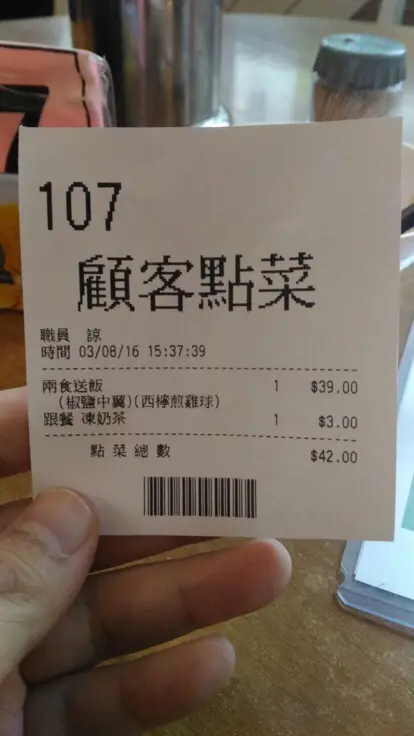 107
顧客點菜
職員 諒
時間 03/08/16 15:37:39
兩食送飯 1 $39.00
(椒鹽中翼)(西檸煎雞球)
跟餐 凍奶茶 1 $3.00
點菜總數 $42.00